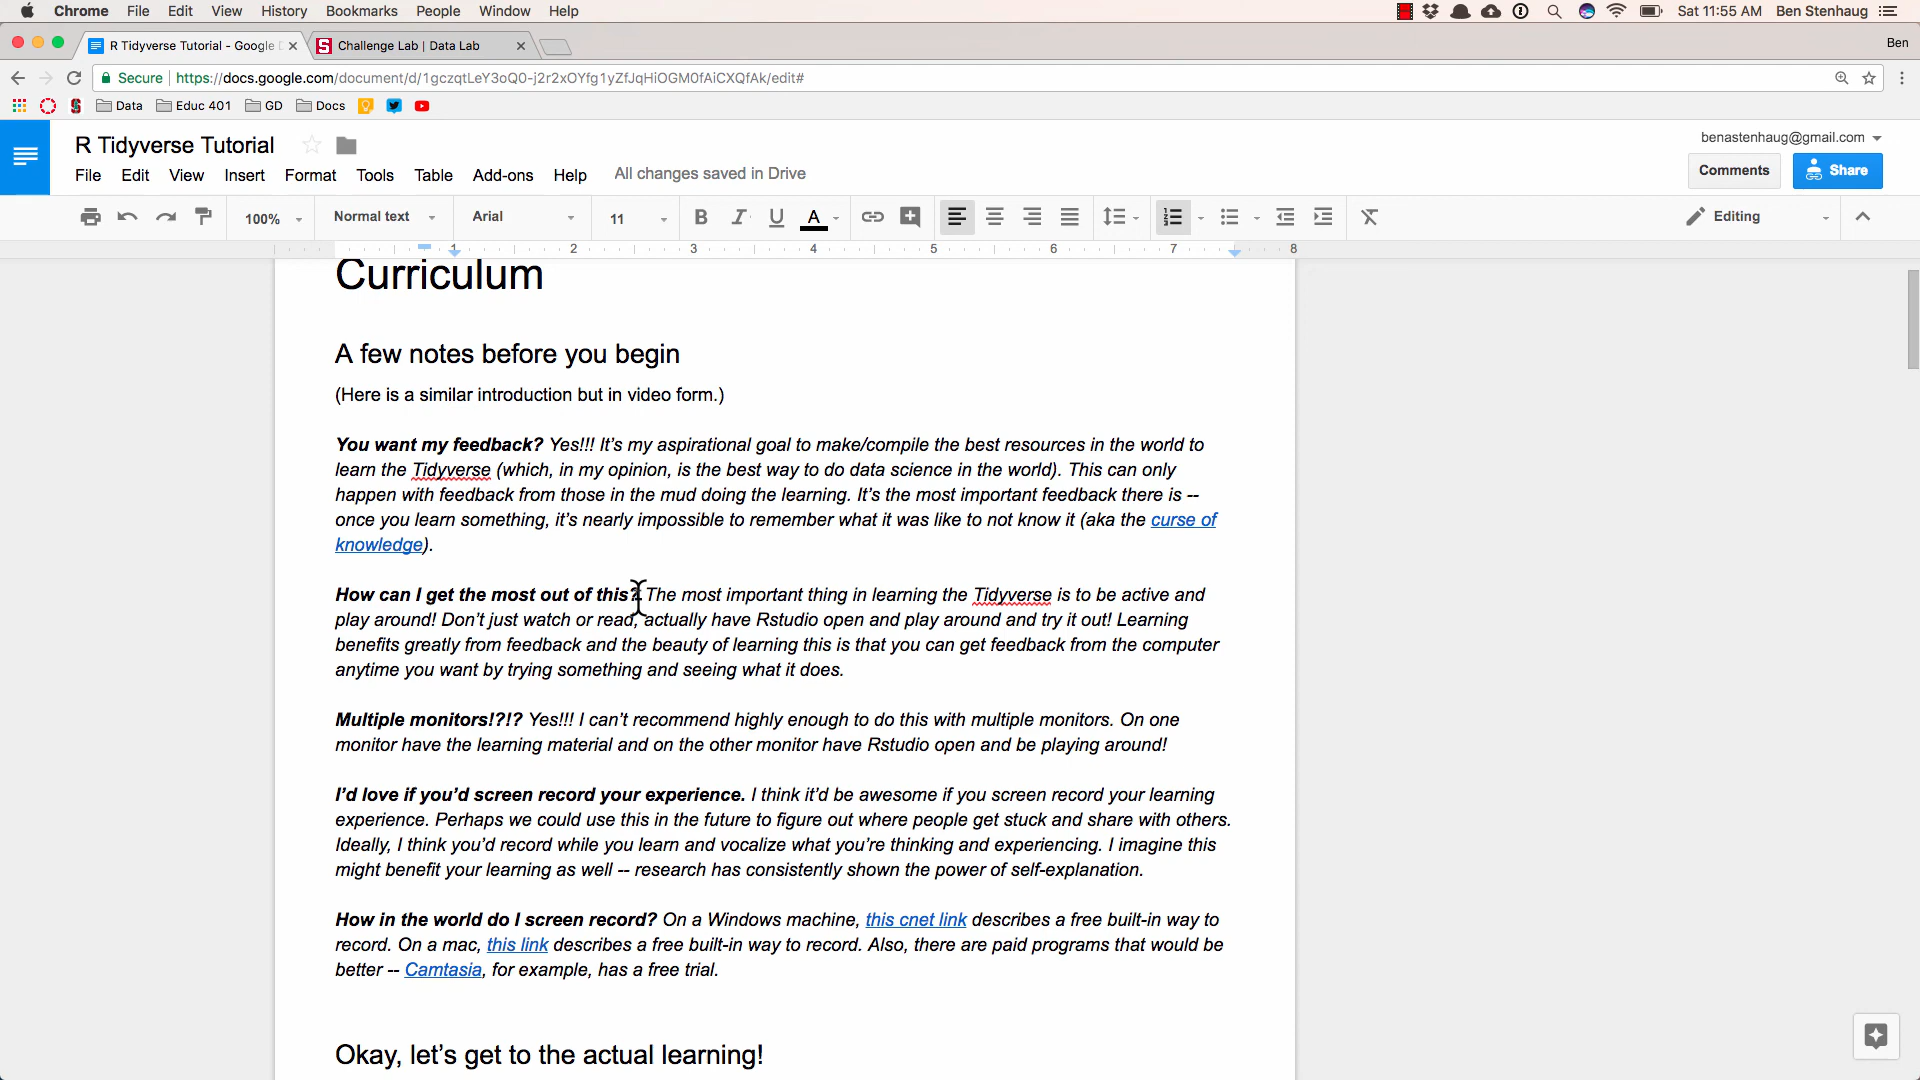 Chrome File Edit View History Bookmarks People Window Help Sat 11:55 AM Ben Stenhaug
R Tidyverse Tutorial - Google D Challenge Lab | Data Lab Ben
Secure | https://docs.google.com/document/d/1gczqtLeY3oQ0-j2r2xOYfg1yZfJqHiOGM0fAiCXQfAk/edit#
Data Educ 401 GD Docs
R Tidyverse Tutorial benastenhaug@gmail.com
File Edit View Insert Format Tools Table Add-ons Help All changes saved in Drive Comments Share
100% Normal text Arial 11 B I U A Editing
1 2 3 4 5 6 7 8
Curriculum
A few notes before you begin
(Here is a similar introduction but in video form.)
You want my feedback? Yes!!! It’s my aspirational goal to make/compile the best resources in the world to
learn the Tidyverse (which, in my opinion, is the best way to do data science in the world). This can only
happen with feedback from those in the mud doing the learning. It’s the most important feedback there is --
once you learn something, it’s nearly impossible to remember what it was like to not know it (aka the curse of
knowledge).
How can I get the most out of this? The most important thing in learning the Tidyverse is to be active and
play around! Don’t just watch or read, actually have Rstudio open and play around and try it out! Learning
benefits greatly from feedback and the beauty of learning this is that you can get feedback from the computer
anytime you want by trying something and seeing what it does.
Multiple monitors!?!? Yes!!! I can’t recommend highly enough to do this with multiple monitors. On one
monitor have the learning material and on the other monitor have Rstudio open and be playing around!
I’d love if you’d screen record your experience. I think it’d be awesome if you screen record your learning
experience. Perhaps we could use this in the future to figure out where people get stuck and share with others.
Ideally, I think you’d record while you learn and vocalize what you’re thinking and experiencing. I imagine this
might benefit your learning as well -- research has consistently shown the power of self-explanation.
How in the world do I screen record? On a Windows machine, this cnet link describes a free built-in way to
record. On a mac, this link describes a free built-in way to record. Also, there are paid programs that would be
better -- Camtasia, for example, has a free trial.
Okay, let’s get to the actual learning!